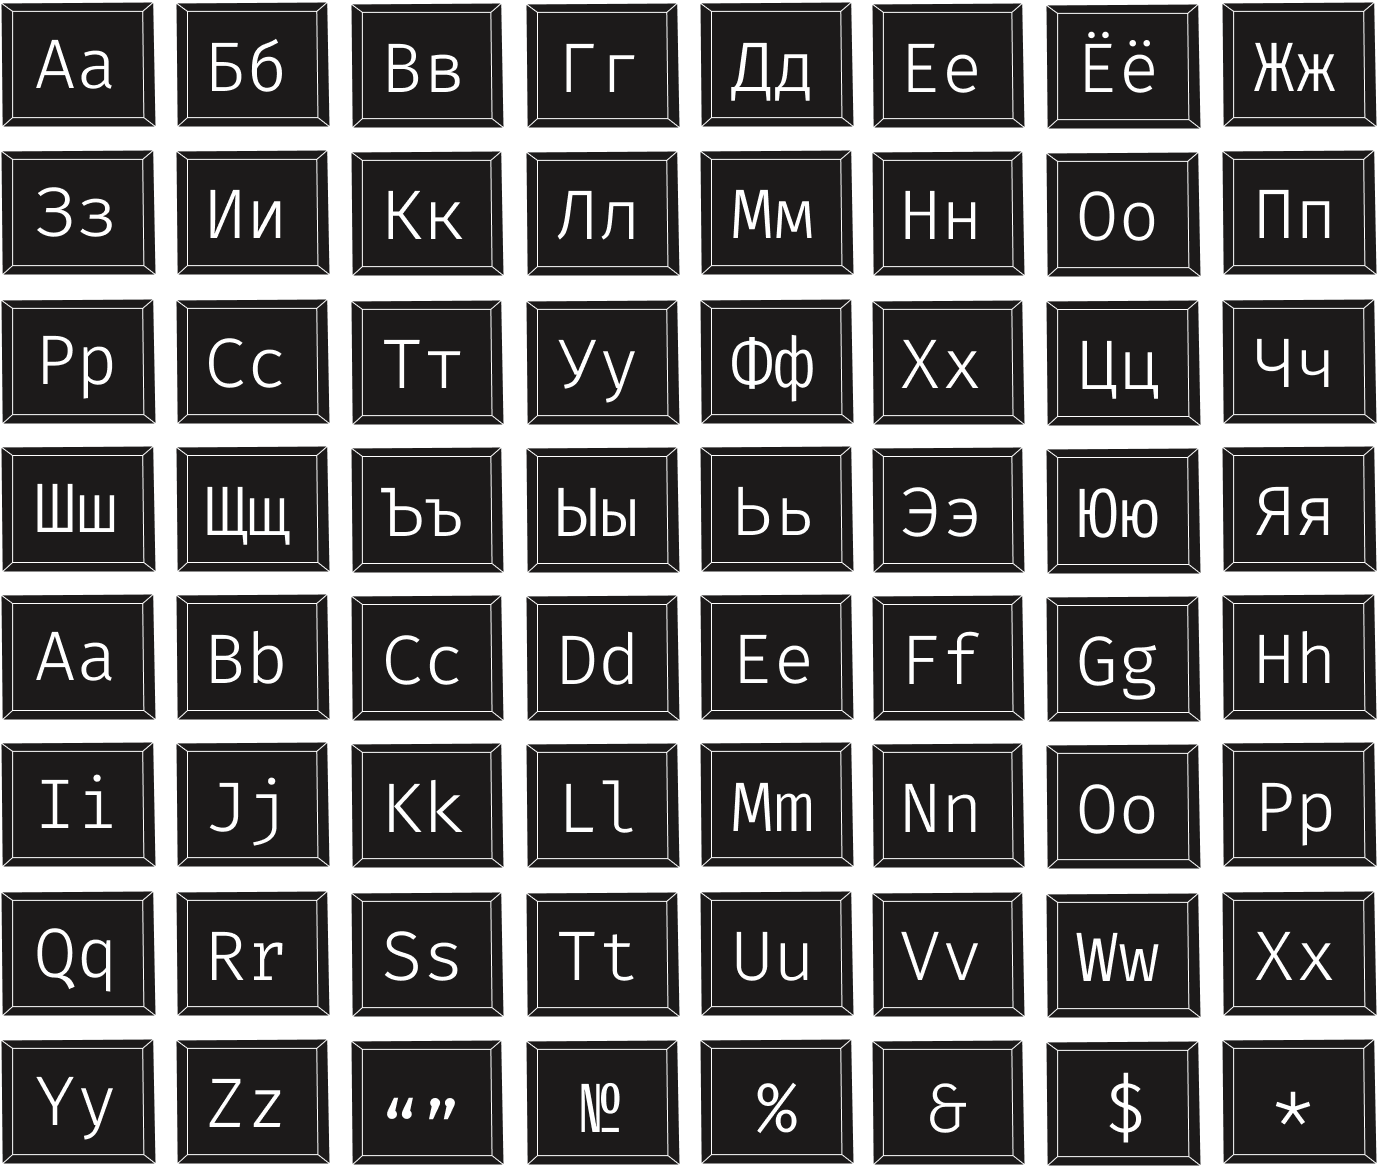 Аа Бб Вв Гг Дд Ее Ёё Жж
Зз Ии Кк Лл Мм Нн Оо Пп
Рр Сс Тт Уу Фф Хх Цц Чч
Шш Щщ Ъъ Ыы Ьь Ээ Юю Яя
Aa Bb Cc Dd Ee Ff Gg Hh
Ii Jj Kk Ll Mm Nn Oo Pp
Qq Rr Ss Tt Uu Vv Ww Xx
Yy Zz “” № % & $ *